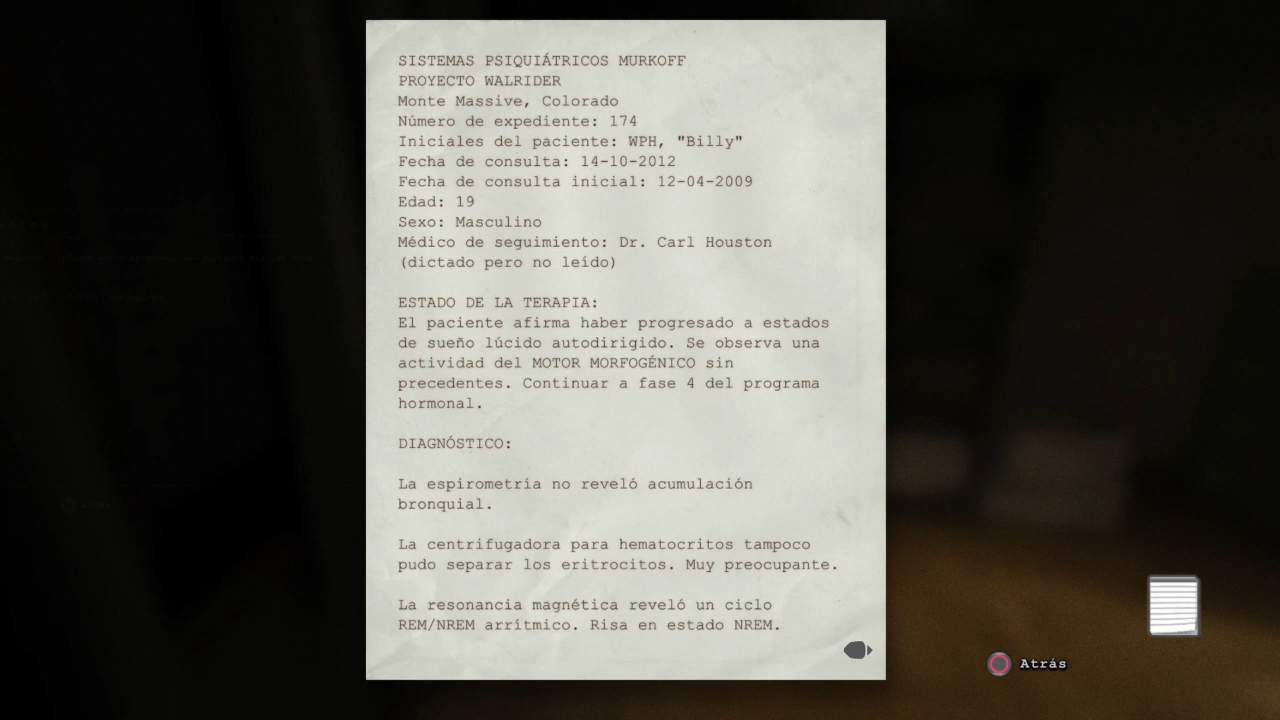 SISTEMAS PSIQUIÁTRICOS MURKOFF
PROYECTO WALRIDER
Monte Massive, Colorado
Número de expediente: 174
Iniciales del paciente: WPH, "Billy"
Fecha de consulta: 14-10-2012
Fecha de consulta inicial: 12-04-2009
Edad: 19
Sexo: Masculino
Médico de seguimiento: Dr. Carl Houston
(dictado pero no leído)
ESTADO DE LA TERAPIA:
El paciente afirma haber progresado a estados
de sueño lúcido autodirigido. Se observa una
actividad del MOTOR MORFOGÉNICO sin
precedentes. Continuar a fase 4 del programa
hormonal.
DIAGNÓSTICO:
La espirometría no reveló acumulación
bronquial.
La centrifugadora para hematocritos tampoco
pudo separar los eritrocitos. Muy preocupante.
La resonancia magnética reveló un ciclo
REM/NREM arrítmico. Risa en estado NREM.
Atrás